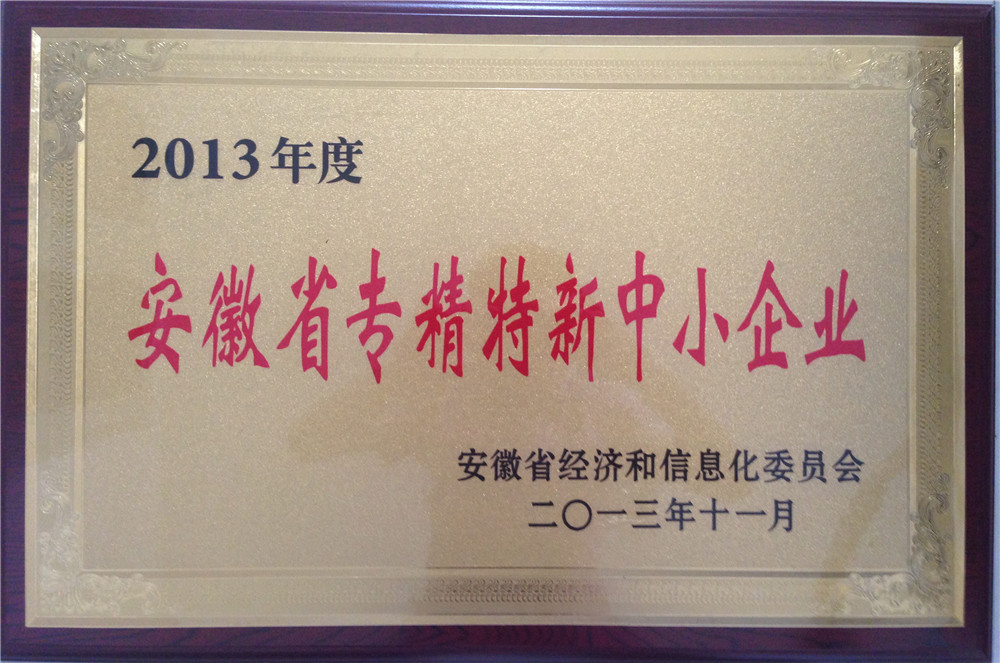 2013年度
安徽省专精特新中小企业
安徽省经济和信息化委员会
二〇一三年十一月